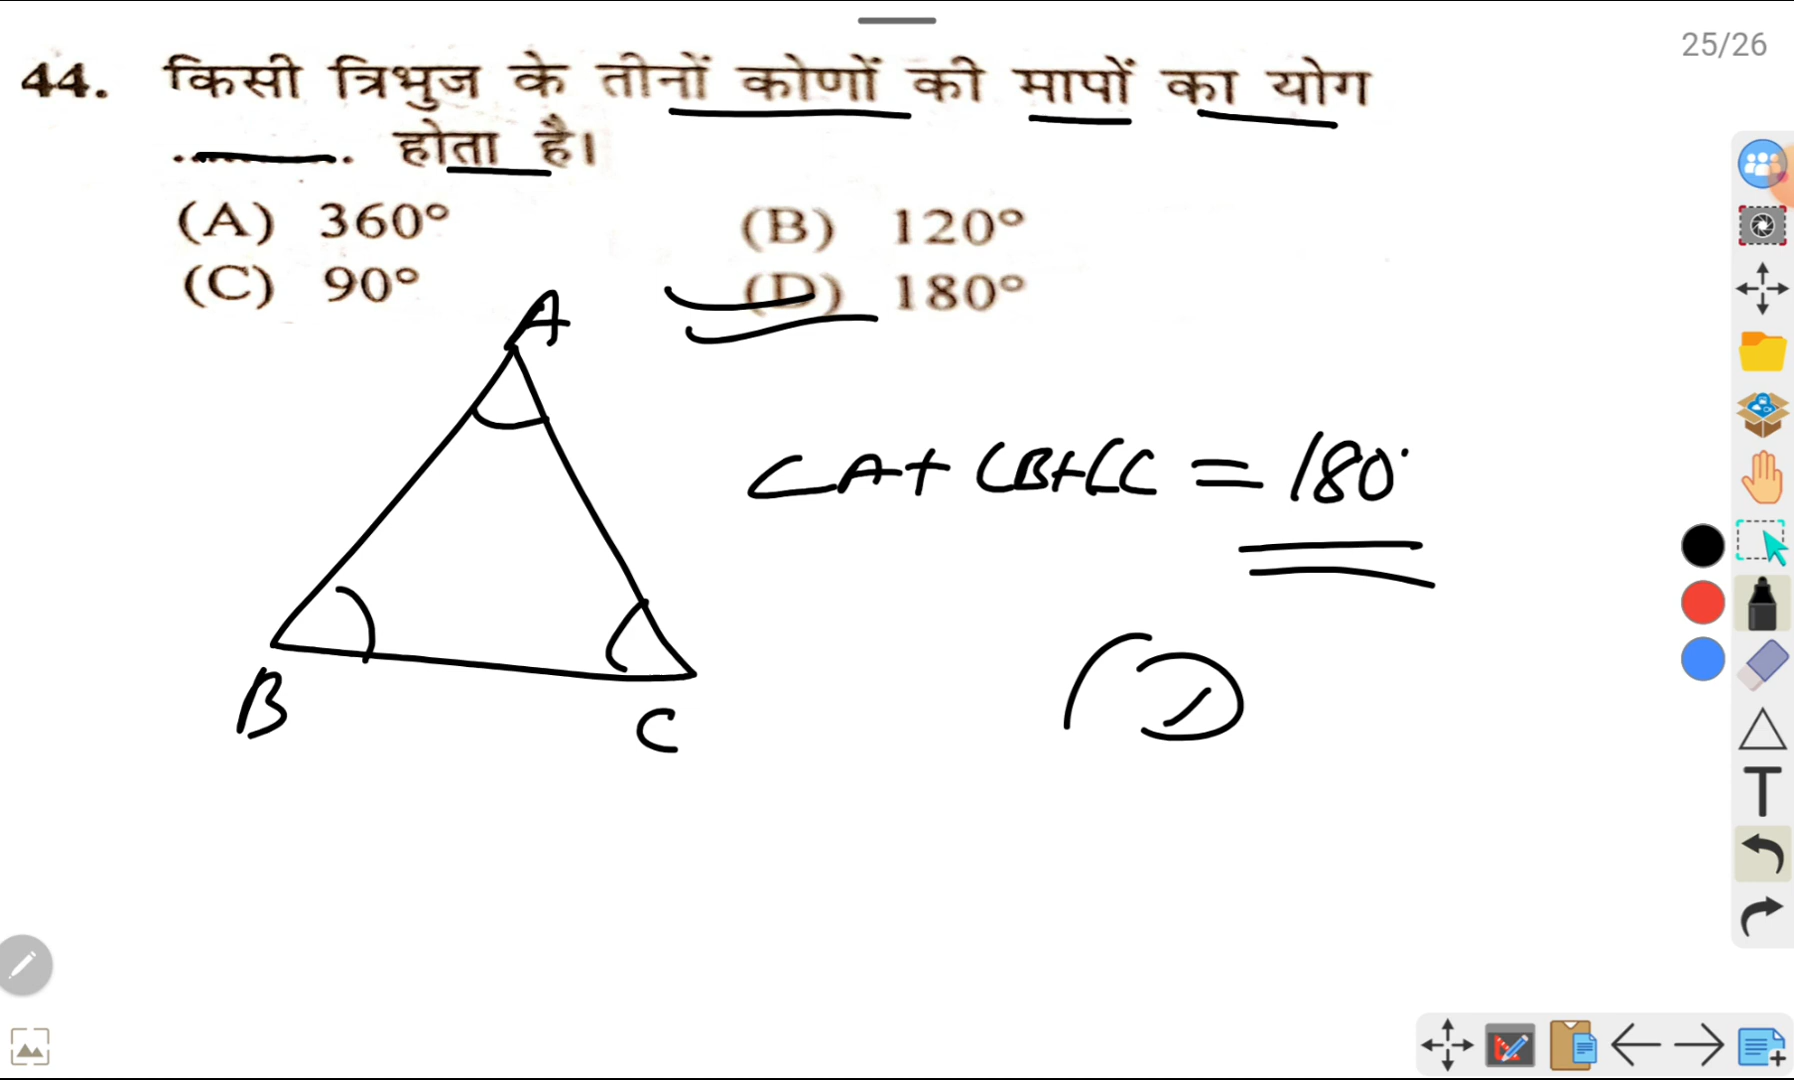 25/26
44. किसी त्रिभुज के तीनों कोणों की मापों का योग
........... होता है।
(A) 360° (B) 120°
(C) 90° (D) 180°
A
∠A+∠B+∠C = 180°
B
C
(D)
T